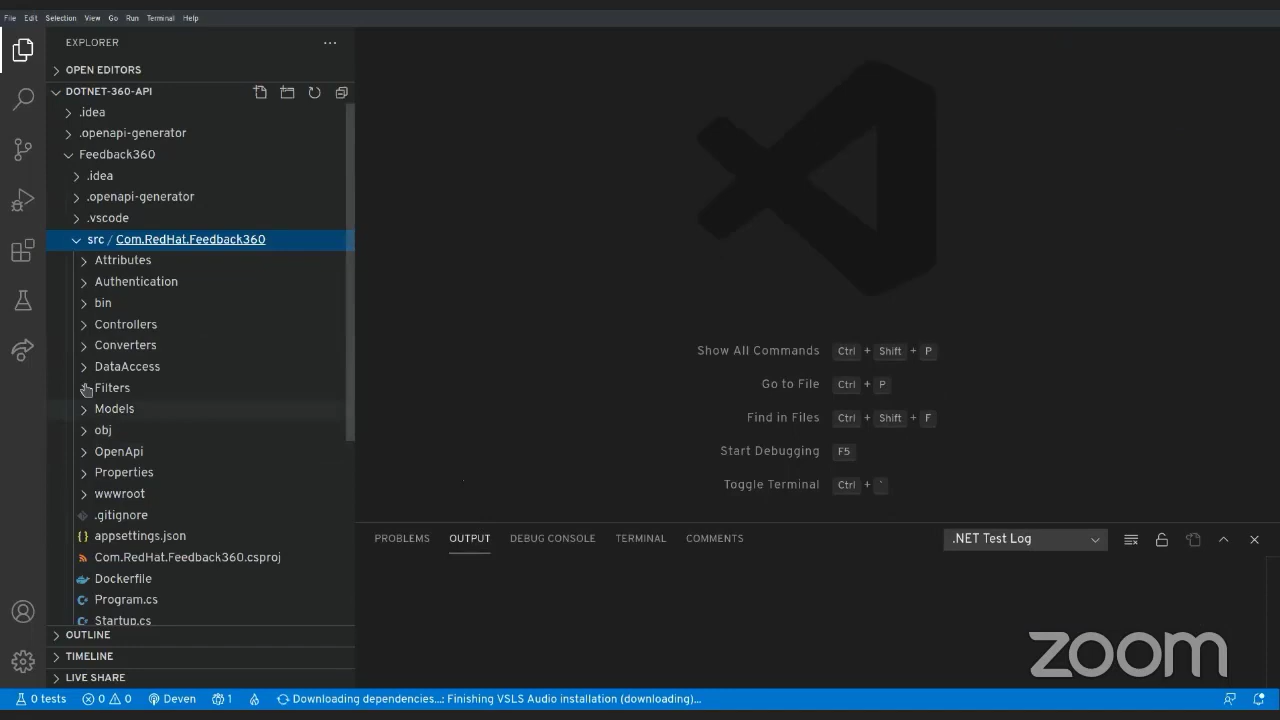 File Edit Selection View Go Run Terminal Help
EXPLORER
OPEN EDITORS
DOTNET-360-API
.idea
.openapi-generator
Feedback360
.idea
.openapi-generator
.vscode
src / Com.RedHat.Feedback360
Attributes
Authentication
bin
Controllers
Converters
DataAccess
Filters
Models
obj
OpenApi
Properties
wwwroot
.gitignore
appsettings.json
Com.RedHat.Feedback360.csproj
Dockerfile
Program.cs
Startup.cs
OUTLINE
TIMELINE
LIVE SHARE
Show All Commands Ctrl + Shift + P
Go to File Ctrl + P
Find in Files Ctrl + Shift + F
Start Debugging F5
Toggle Terminal Ctrl + `
PROBLEMS OUTPUT DEBUG CONSOLE TERMINAL COMMENTS .NET Test Log
zoom
0 tests 0 0 Deven 1 Downloading dependencies...: Finishing VSLS Audio installation (downloading)...